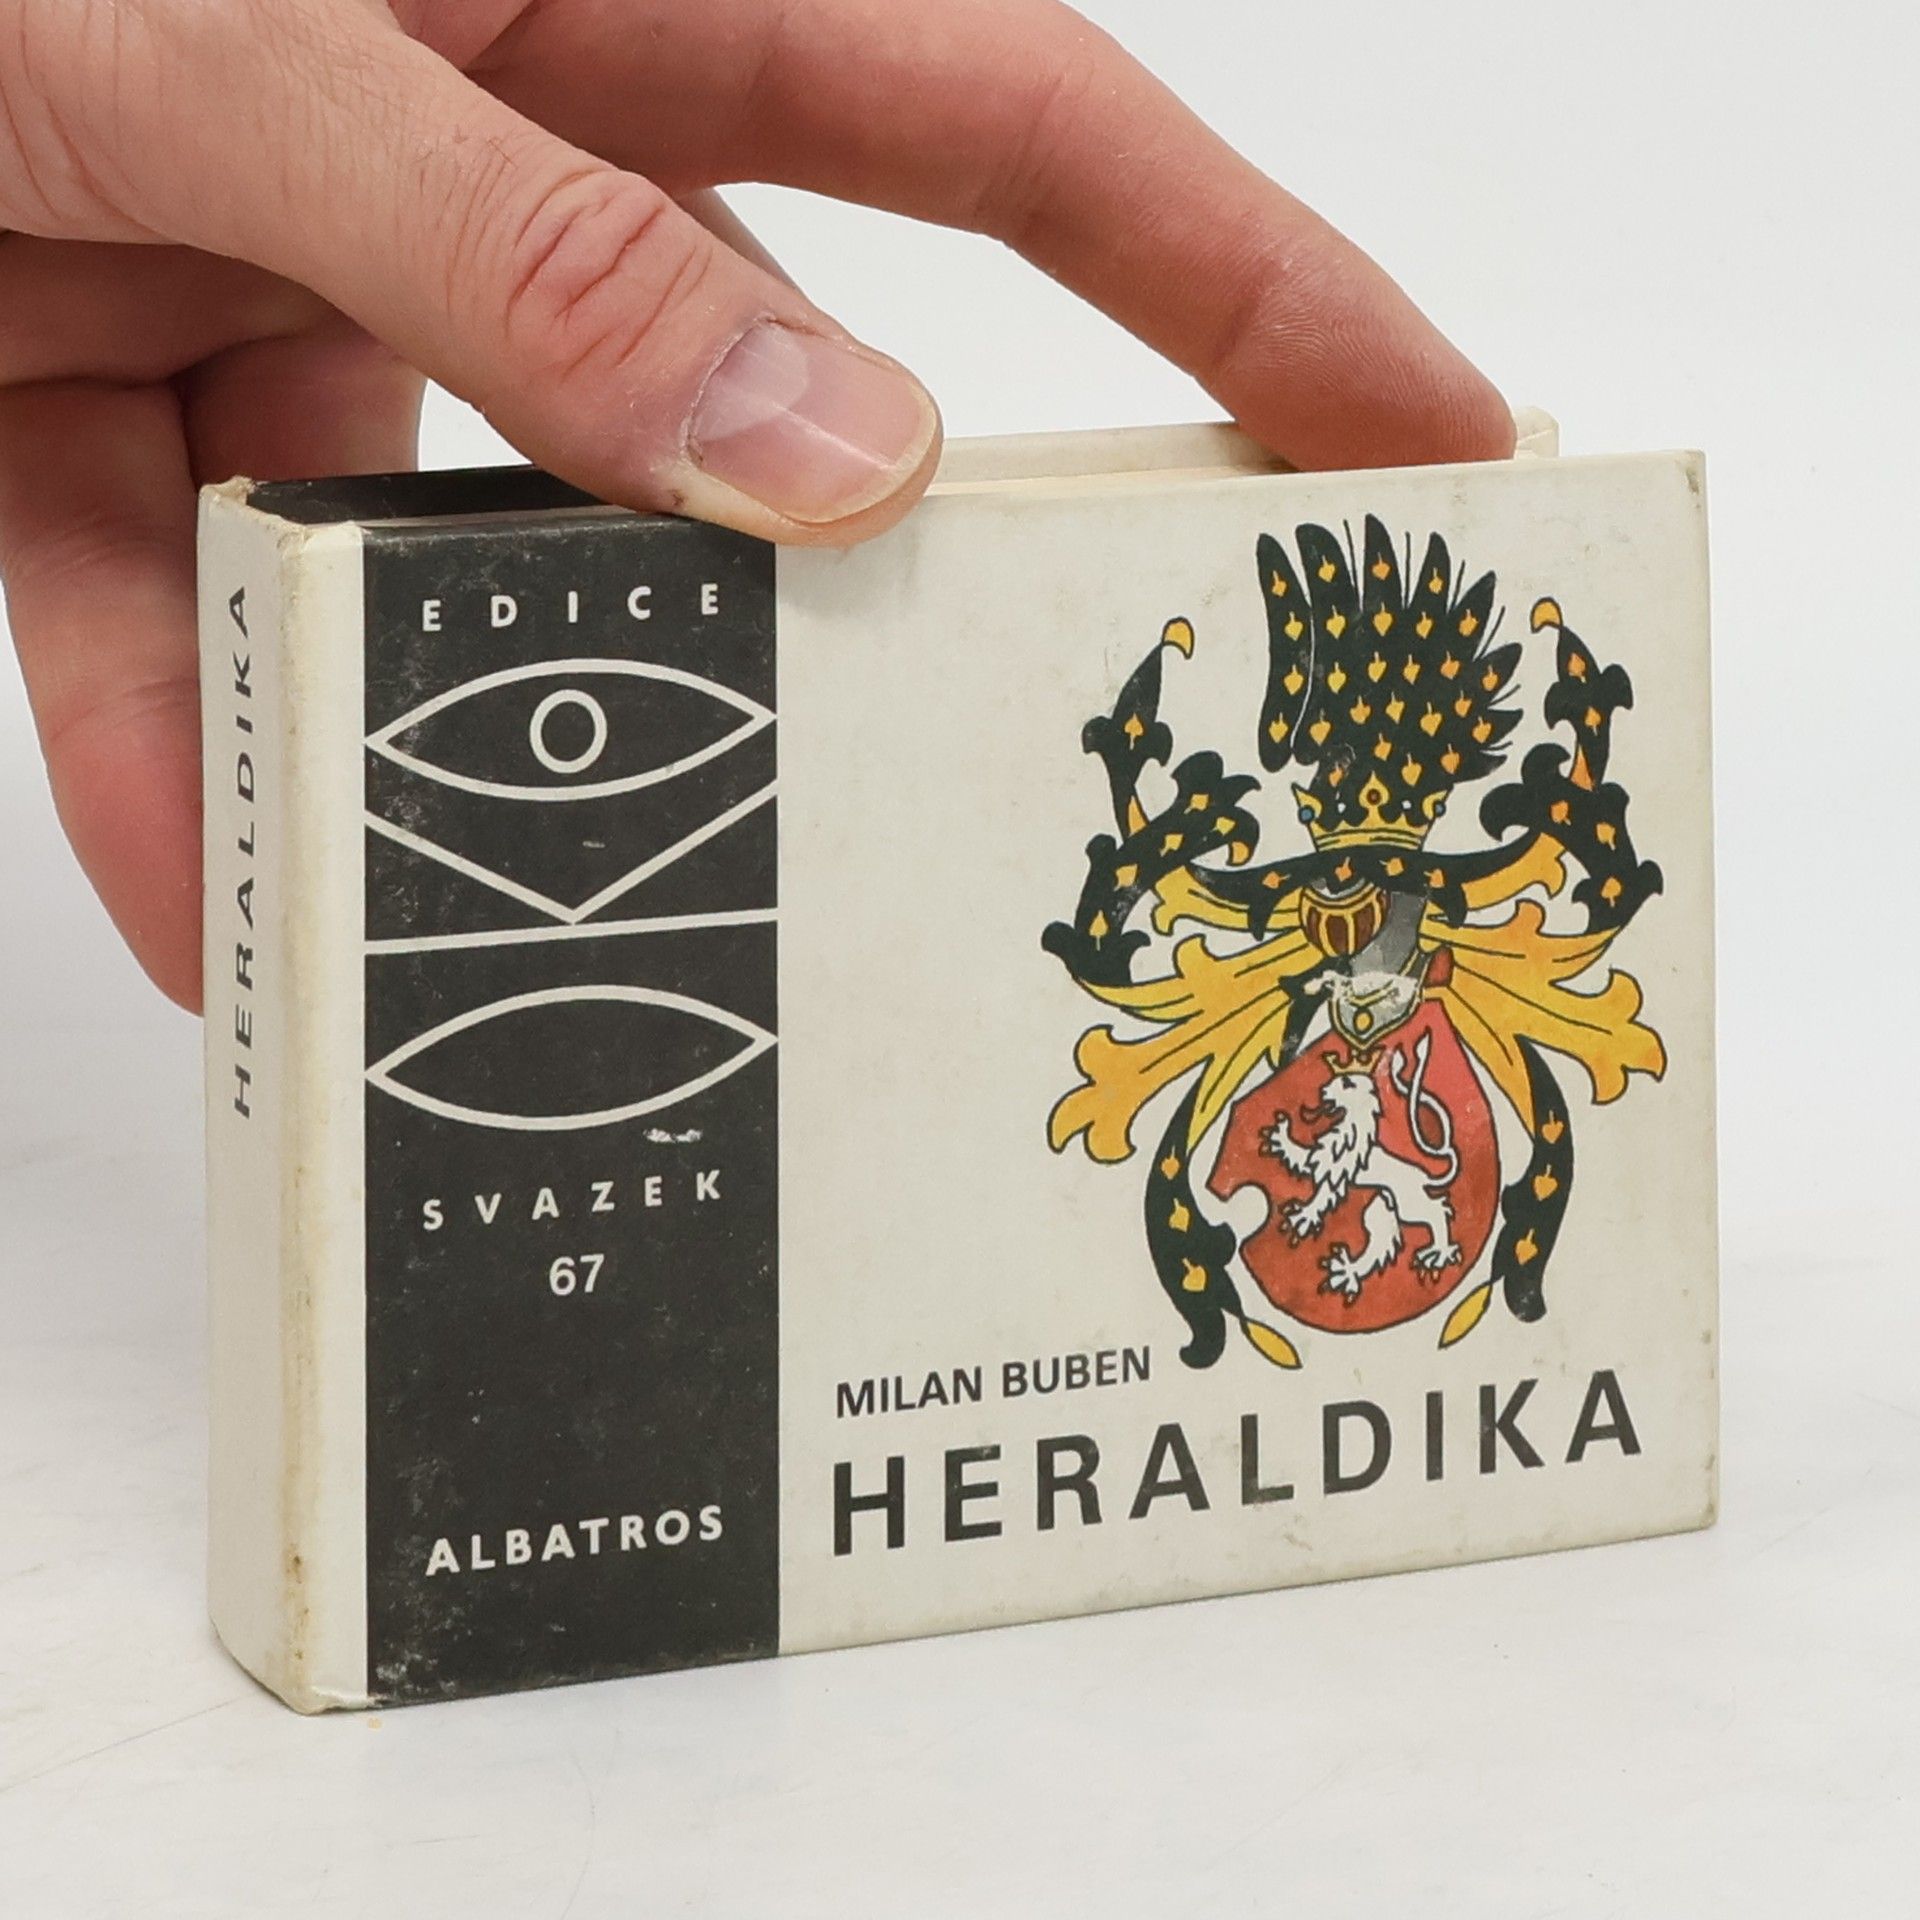 HERALDIKA
EDICE
SVAZEK
67
ALBATROS
MILAN BUBEN
HERALDIKA